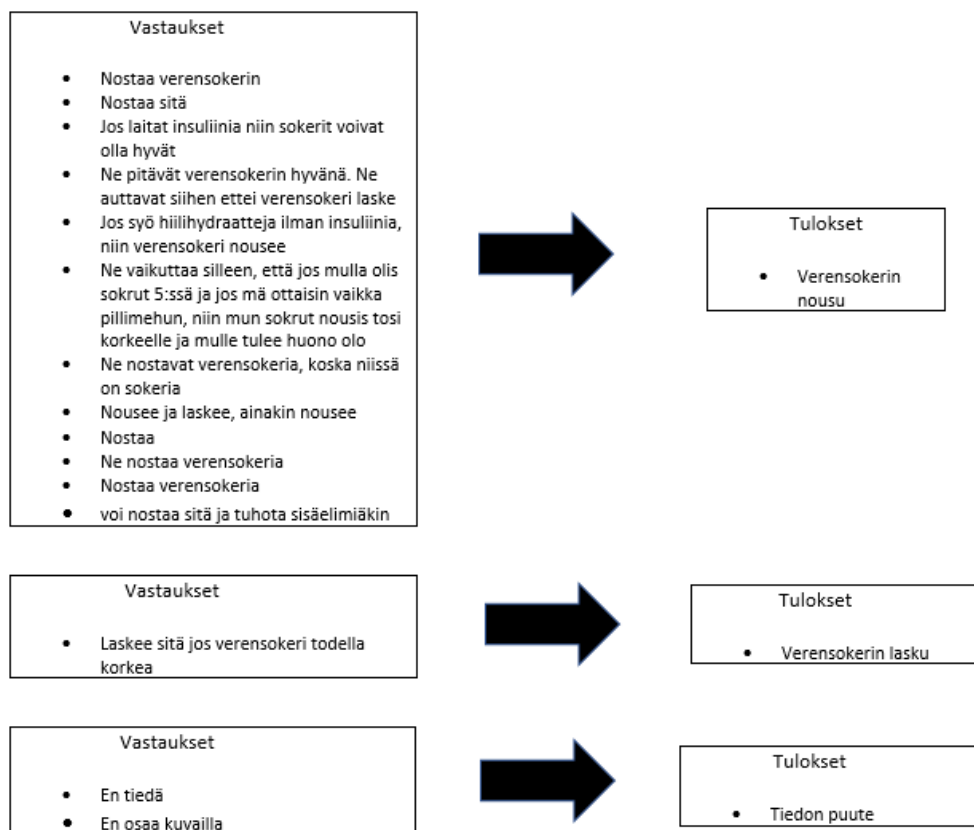 Vastaukset
• Nostaa verensokerin
• Nostaa sitä
• Jos laitat insuliinia niin sokerit voivat
olla hyvät
• Ne pitävät verensokerin hyvänä. Ne
auttavat siihen ettei verensokeri laske
• Jos syö hiilihydraatteja ilman insuliinia,
niin verensokeri nousee
• Ne vaikuttaa silleen, että jos mulla olis
sokrut 5:ssä ja jos mä ottaisin vaikka
pillimehun, niin mun sokrut nousis tosi
korkeelle ja mulle tulee huono olo
• Ne nostavat verensokeria, koska niissä
on sokeria
• Nousee ja laskee, ainakin nousee
• Nostaa
• Ne nostaa verensokeria
• Nostaa verensokeria
• voi nostaa sitä ja tuhota sisäelimiäkin
Tulokset
• Verensokerin
nousu
Vastaukset
• Laskee sitä jos verensokeri todella
korkea
Tulokset
• Verensokerin lasku
Vastaukset
• En tiedä
• En osaa kuvailla
Tulokset
• Tiedon puute